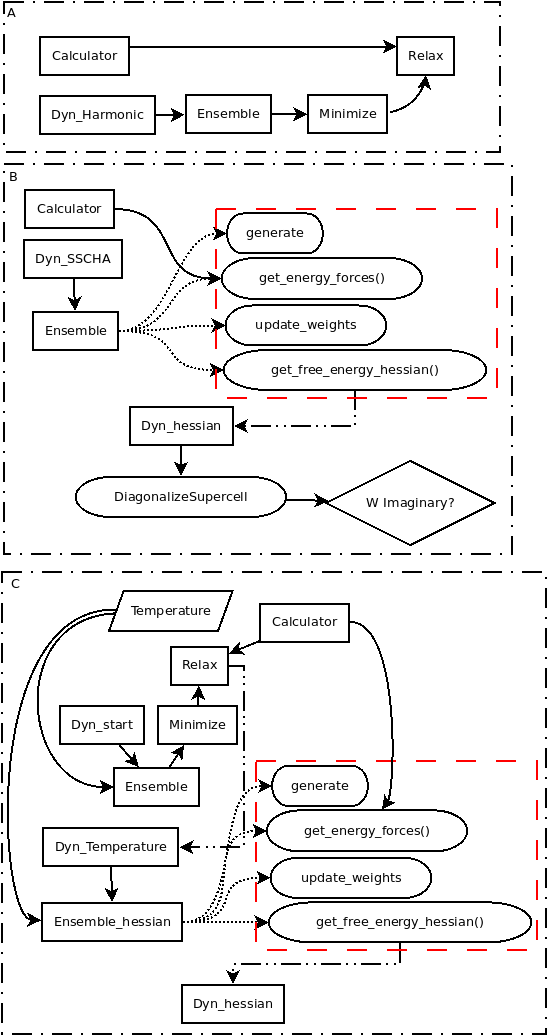 A
Calculator
Relax
Dyn_Harmonic
Ensemble
Minimize
B
Calculator
generate
Dyn_SSCHA
get_energy_forces()
Ensemble
update_weights
get_free_energy_hessian()
Dyn_hessian
DiagonalizeSupercell
W Imaginary?
C
Temperature
Calculator
Relax
Dyn_start
Minimize
Ensemble
generate
get_energy_forces()
Dyn_Temperature
update_weights
Ensemble_hessian
get_free_energy_hessian()
Dyn_hessian